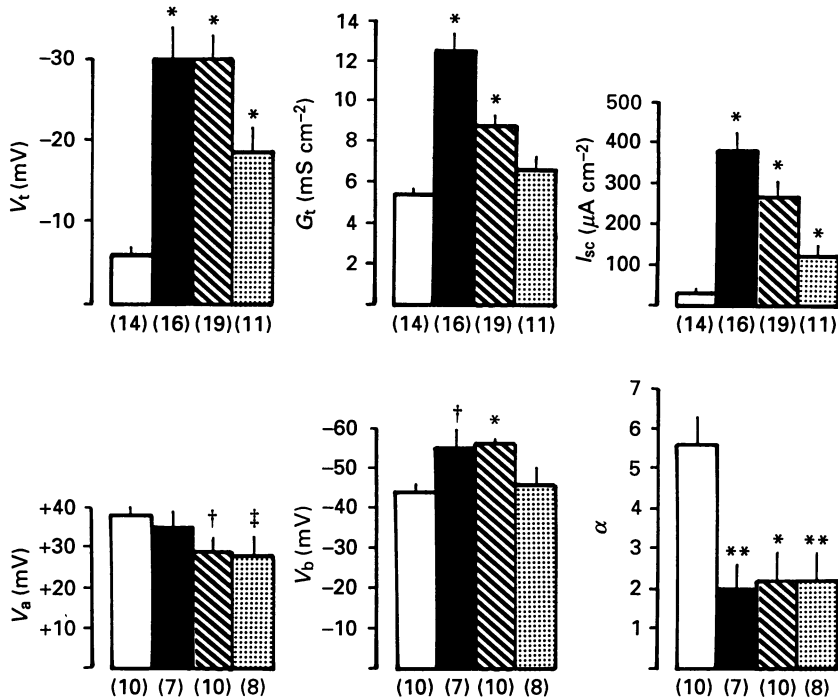 −30
−20
−10
Vt (mV)
* * *
(14) (16) (19) (11)
14
12
10
8
6
4
2
Gt (mS cm−2)
* *
(14) (16) (19) (11)
500
400
300
200
100
Isc (μA cm−2)
* * *
(14) (16) (19) (11)
+40
+30
+20
+10
Va (mV)
† ‡
(10) (7) (10) (8)
−60
−50
−40
−30
−20
−10
Vb (mV)
† *
(10) (7) (10) (8)
7
6
5
4
3
2
1
α
** * **
(10) (7) (10) (8)